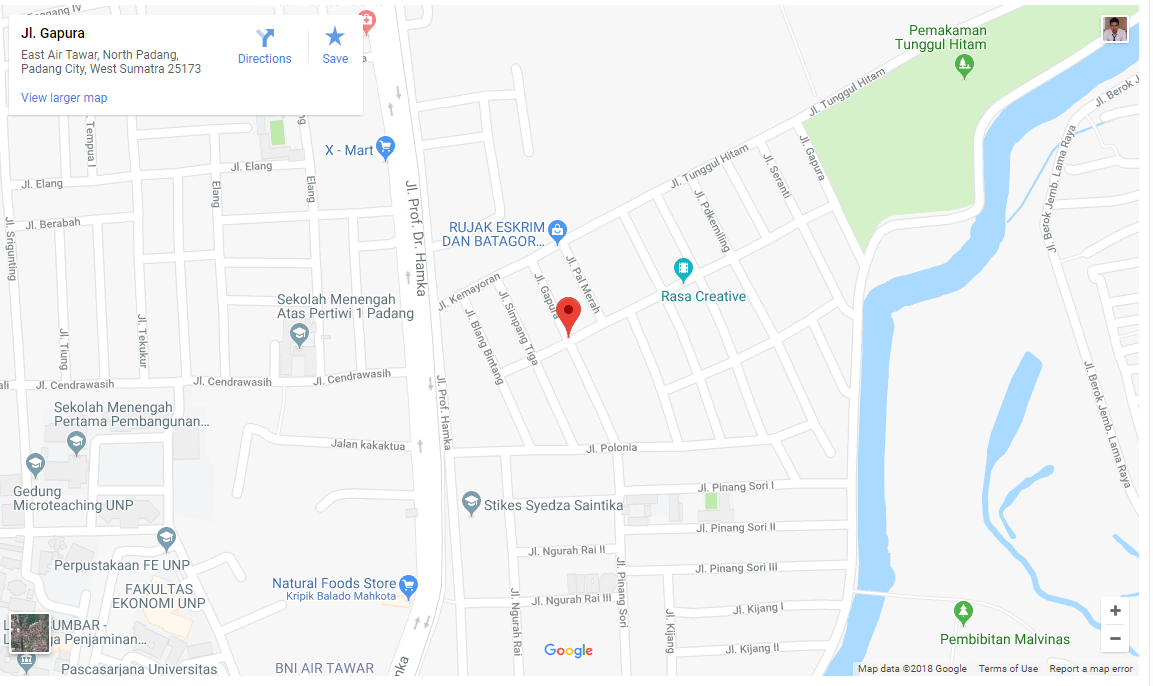 nggang IV
Jl. Gapura
East Air Tawar, North Padang,
Padang City, West Sumatra 25173
Directions
Save
View larger map
Pemakaman
Tunggul Hitam
Jl. Tunggul Hitam
Jl. Berok Jemb. Lama Raya
Jl. Tempua I
X - Mart
Jl. Elang
Jl. Elang
Elang
Elang
Jl. Berabah
Jl. Srigunting
Jl. Prof. Dr. Hamka
Jl. Tunggul Hitam
Jl. Seranti
Jl. Gapura
Jl. Pdkemiling
RUJAK ESKRIM
DAN BATAGOR...
Jl. Pal Merah
Jl. Kemayoran
Jl. Gapura
Rasa Creative
Jl. Simpang Tiga
Jl. Blang Bintang
Sekolah Menengah
Atas Pertiwi 1 Padang
Jl. Tiung
Jl. Tekukur
Jl. Cendrawasih
Jl. Cendrawasih
Jl. Cendrawasih
Jl. Prof. Hamka
Jl. Berok Jemb. Lama Raya
Sekolah Menengah
Pertama Pembangunan...
Jalan kakaktua
Jl. Polonia
Gedung
Microteaching UNP
Stikes Syedza Saintika
Jl. Pinang Sori I
Jl. Pinang Sori II
Jl. Ngurah Rai II
Jl. Pinang Sori III
Perpustakaan FE UNP
FAKULTAS
EKONOMI UNP
Natural Foods Store
Kripik Balado Mahkota
Jl. Ngurah Rai III
Jl. Ngurah Rai
Jl. Pinang Sori
Jl. Kijang
Jl. Kijang I
Jl. Kijang II
Pembibitan Malvinas
UMBAR -
a Penjaminan...
Pascasarjana Universitas
BNI AIR TAWAR
Google
Map data ©2018 Google
Terms of Use
Report a map error